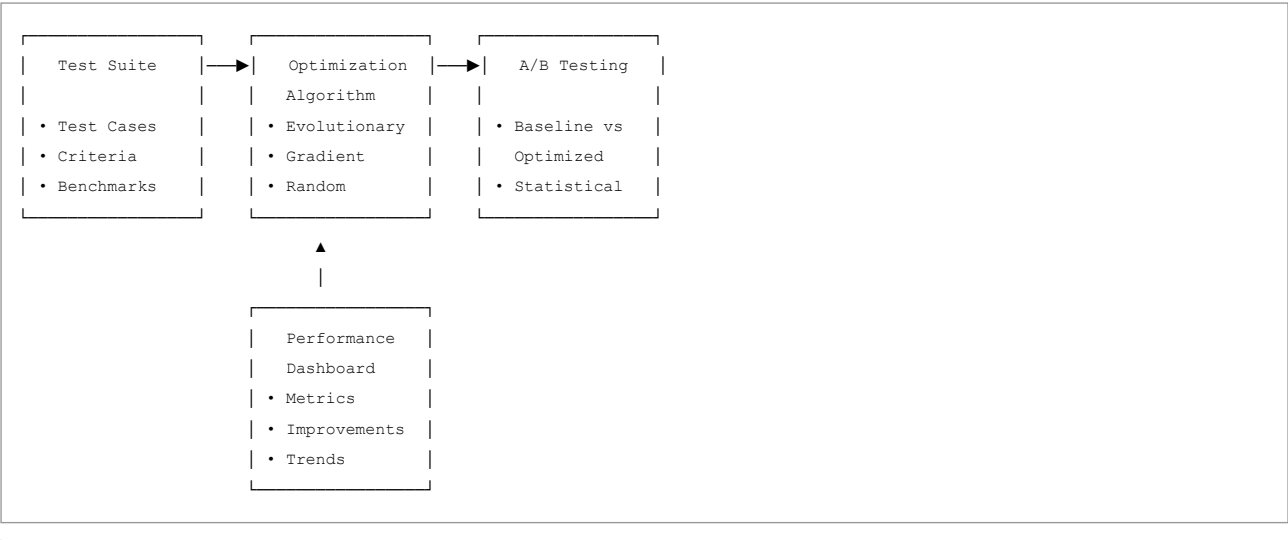 Test Suite Optimization A/B Testing
Algorithm
• Test Cases • Evolutionary • Baseline vs
• Criteria • Gradient Optimized
• Benchmarks • Random • Statistical
Performance
Dashboard
• Metrics
• Improvements
• Trends